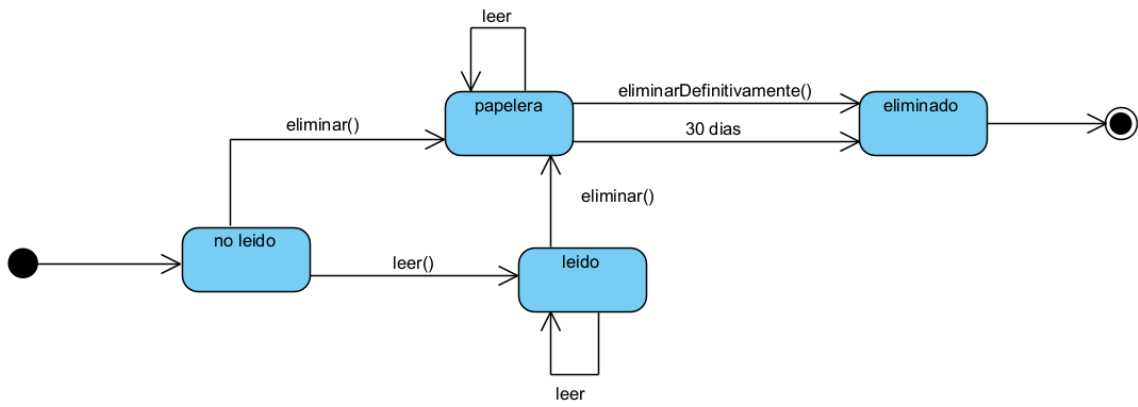 leer
papelera
eliminarDefinitivamente()
eliminado
eliminar()
30 dias
eliminar()
no leido
leer()
leido
leer